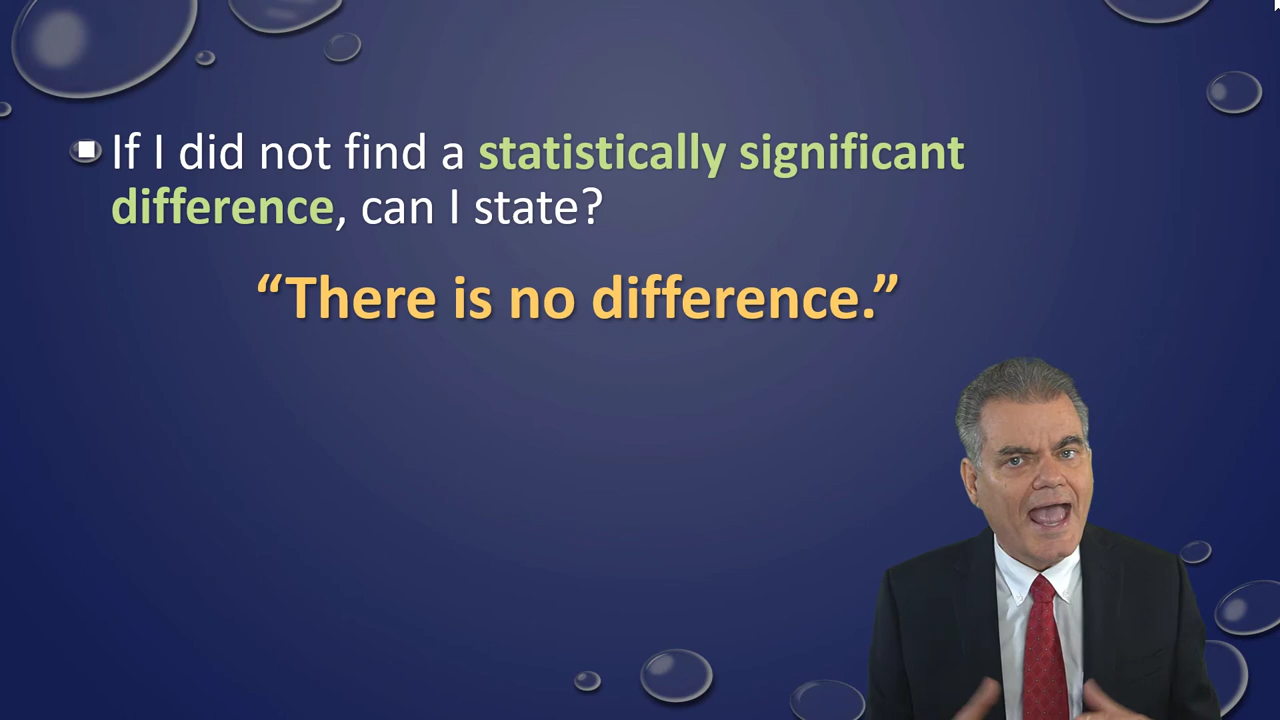 If I did not find a statistically significant
difference, can I state?
“There is no difference.”